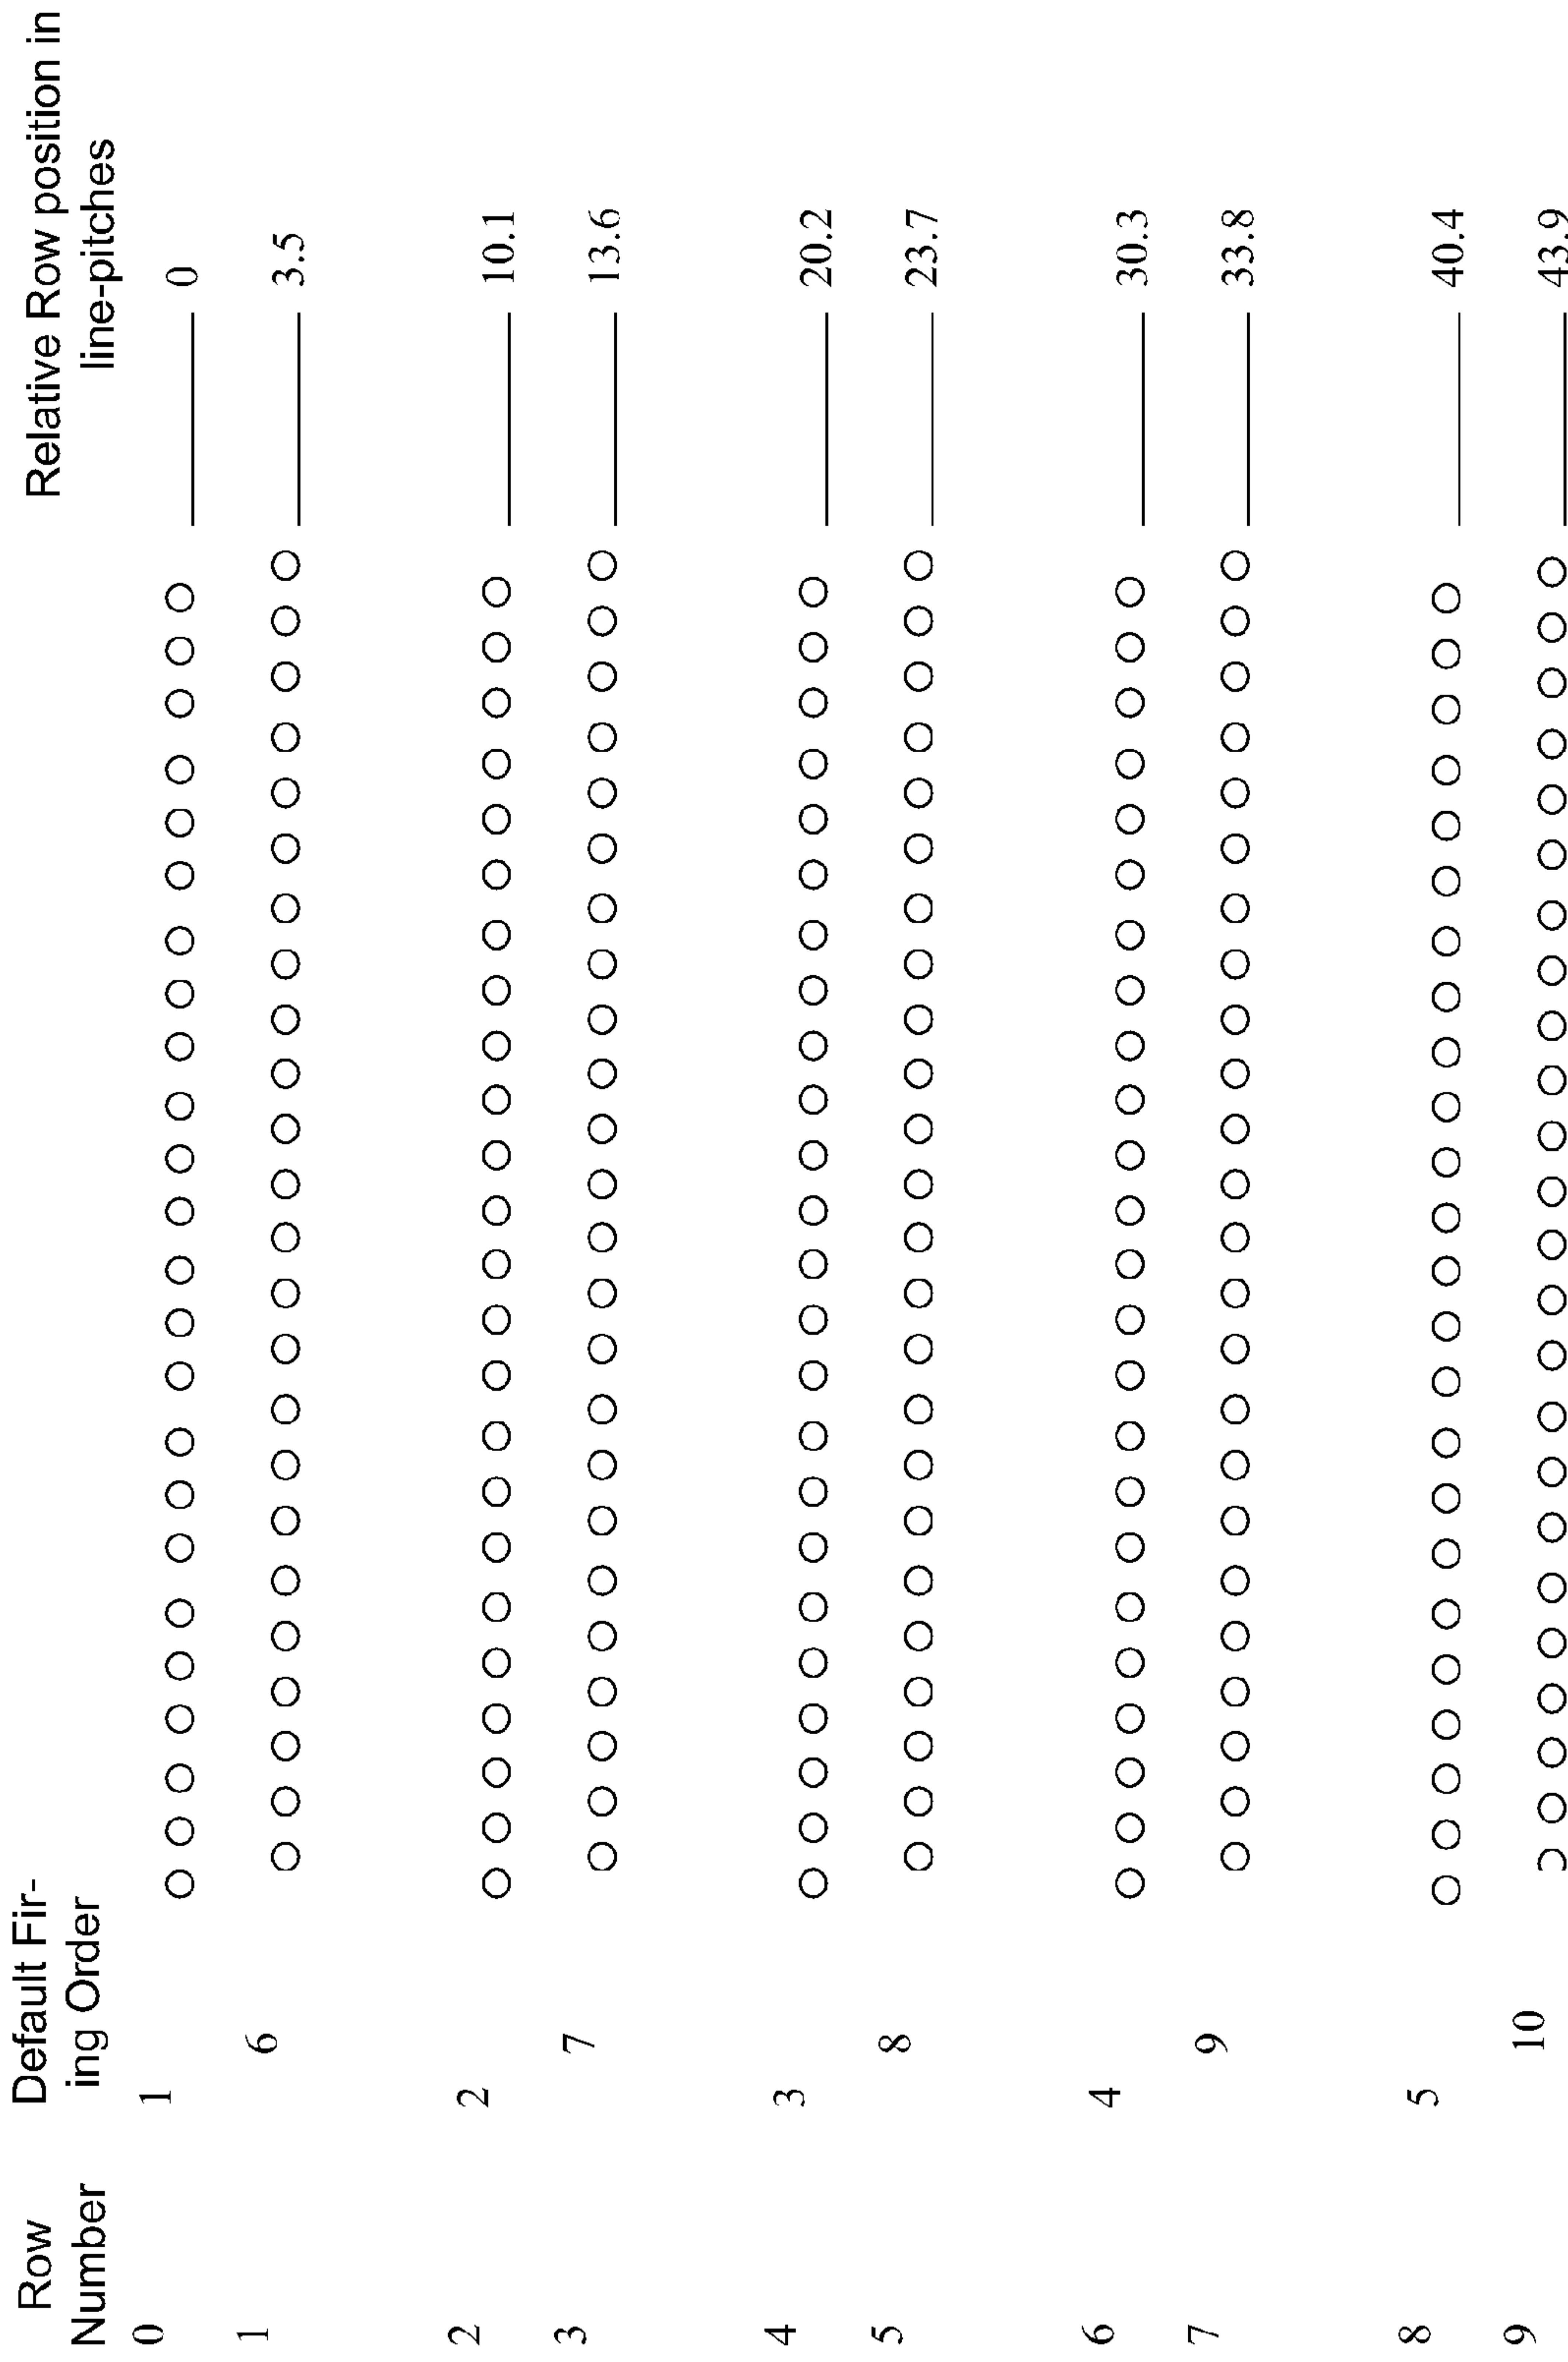 Row Number Default Fir- Relative Row position in
ing Order line-pitches
0 1 0
1 6 3.5
2 2 10.1
3 7 13.6
4 3 20.2
5 8 23.7
6 4 30.3
7 9 33.8
8 5 40.4
9 10 43.9